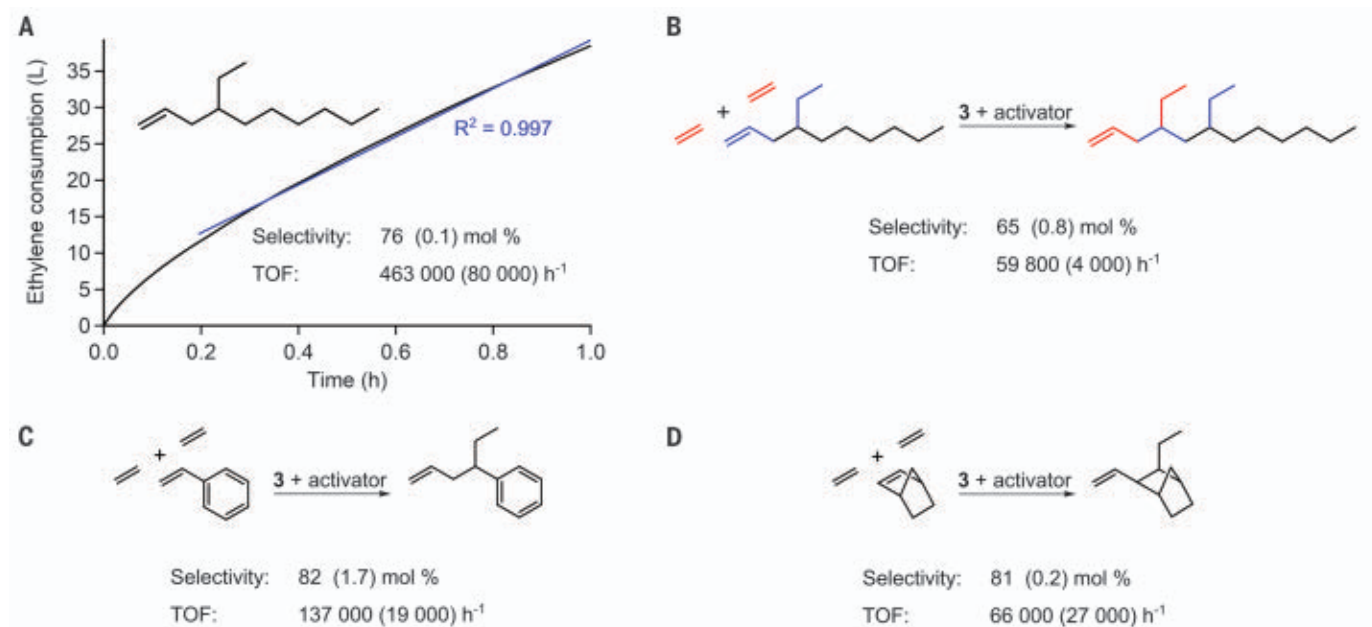 A
Ethylene consumption (L)
35
30
25
20
15
10
5
0
0.0 0.2 0.4 0.6 0.8 1.0
Time (h)
R² = 0.997
Selectivity: 76 (0.1) mol %
TOF: 463 000 (80 000) h⁻¹
B
+
3 + activator
Selectivity: 65 (0.8) mol %
TOF: 59 800 (4 000) h⁻¹
C
+
3 + activator
Selectivity: 82 (1.7) mol %
TOF: 137 000 (19 000) h⁻¹
D
+
3 + activator
Selectivity: 81 (0.2) mol %
TOF: 66 000 (27 000) h⁻¹